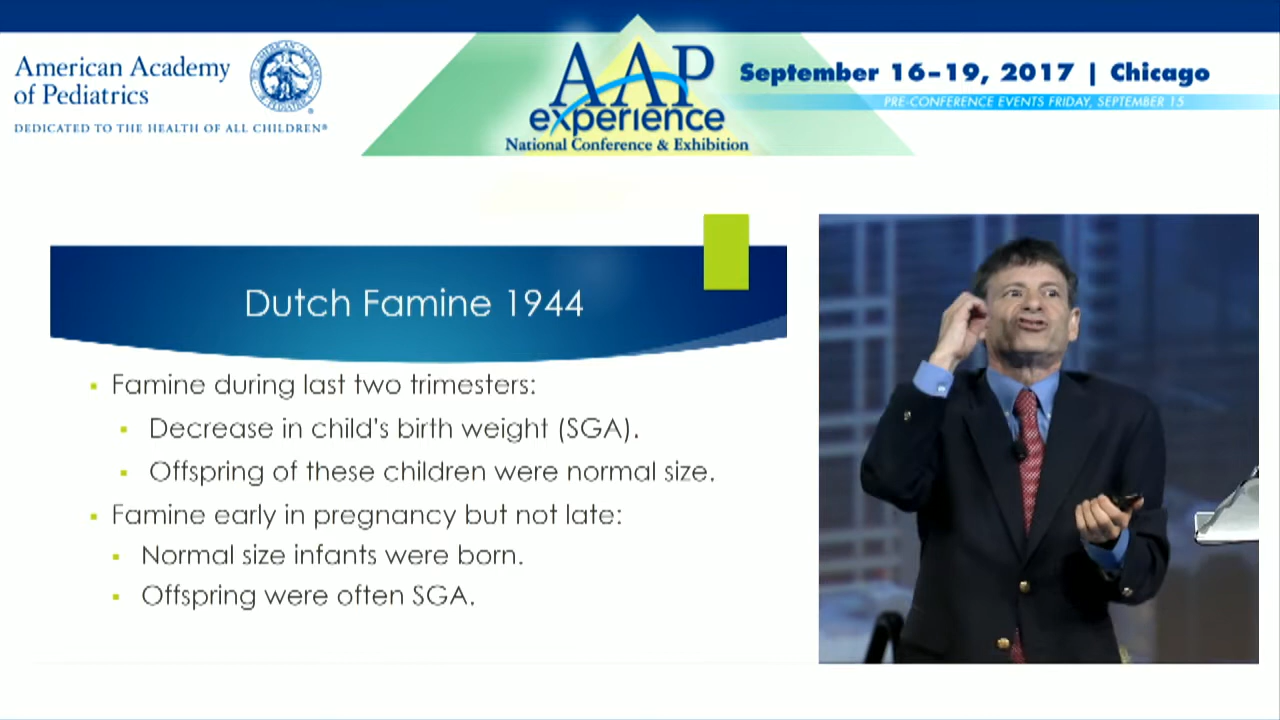 American Academy
of Pediatrics
DEDICATED TO THE HEALTH OF ALL CHILDREN®
AAP
experience
National Conference & Exhibition
September 16–19, 2017 | Chicago
PRE-CONFERENCE EVENTS FRIDAY, SEPTEMBER 15
Dutch Famine 1944
Famine during last two trimesters:
Decrease in child's birth weight (SGA).
Offspring of these children were normal size.
Famine early in pregnancy but not late:
Normal size infants were born.
Offspring were often SGA.